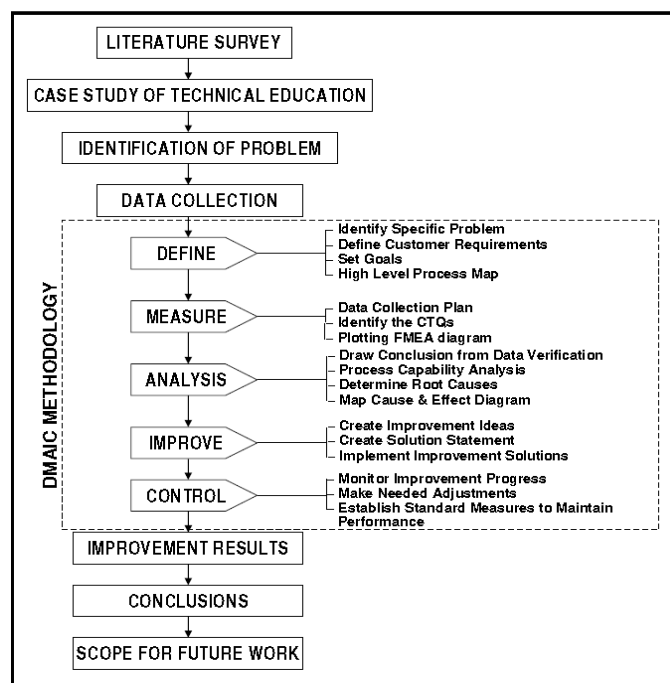 LITERATURE SURVEY
CASE STUDY OF TECHNICAL EDUCATION
IDENTIFICATION OF PROBLEM
DATA COLLECTION
DMAIC METHODOLOGY
DEFINE
Identify Specific Problem
Define Customer Requirements
Set Goals
High Level Process Map
MEASURE
Data Collection Plan
Identify the CTQs
Plotting FMEA diagram
ANALYSIS
Draw Conclusion from Data Verification
Process Capability Analysis
Determine Root Causes
Map Cause & Effect Diagram
IMPROVE
Create Improvement Ideas
Create Solution Statement
Implement Improvement Solutions
CONTROL
Monitor Improvement Progress
Make Needed Adjustments
Establish Standard Measures to Maintain
Performance
IMPROVEMENT RESULTS
CONCLUSIONS
SCOPE FOR FUTURE WORK